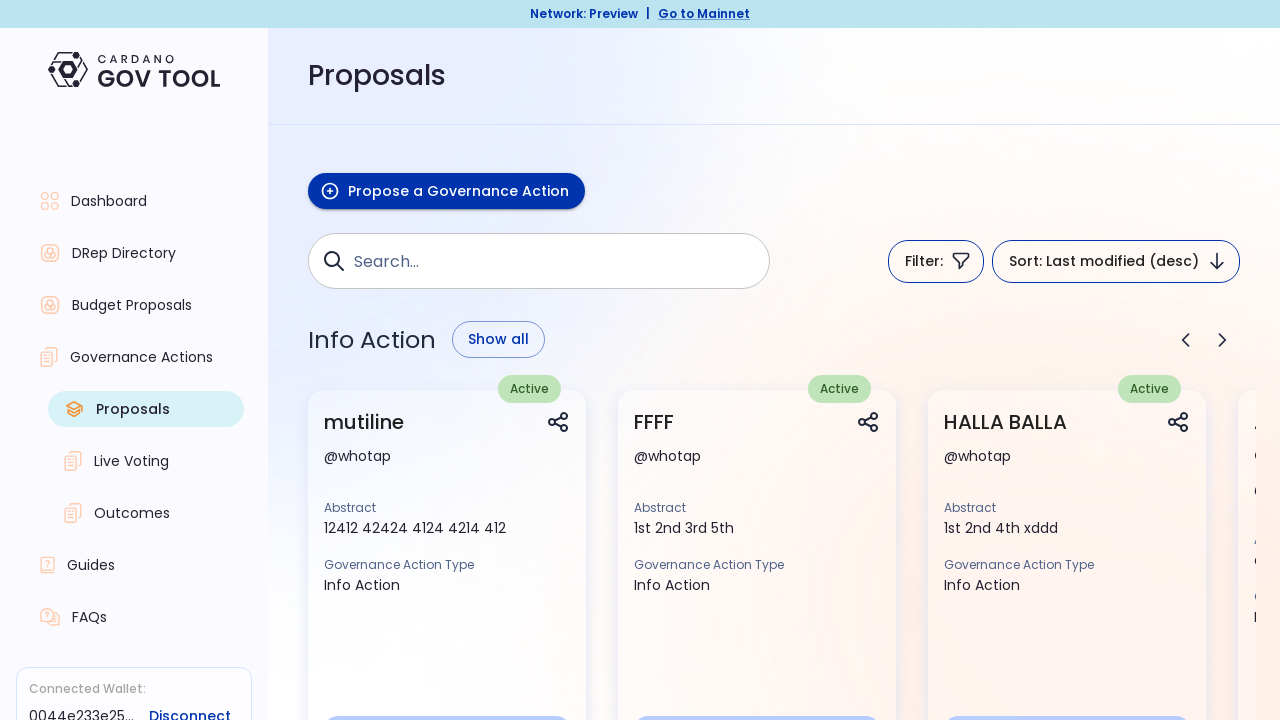 Network: Preview | Go to Mainnet
CARDANO
GOV TOOL
Proposals
Dashboard
DRep Directory
Budget Proposals
Governance Actions
Proposals
Live Voting
Outcomes
Guides
FAQs
Connected Wallet:
0044e233e25... Disconnect
Propose a Governance Action
Search...
Filter:
Sort: Last modified (desc)
Info Action
Show all
Active
mutiline
@whotap
Abstract
12412 42424 4124 4214 412
Governance Action Type
Info Action
Active
FFFF
@whotap
Abstract
1st 2nd 3rd 5th
Governance Action Type
Info Action
Active
HALLA BALLA
@whotap
Abstract
1st 2nd 4th xddd
Governance Action Type
Info Action